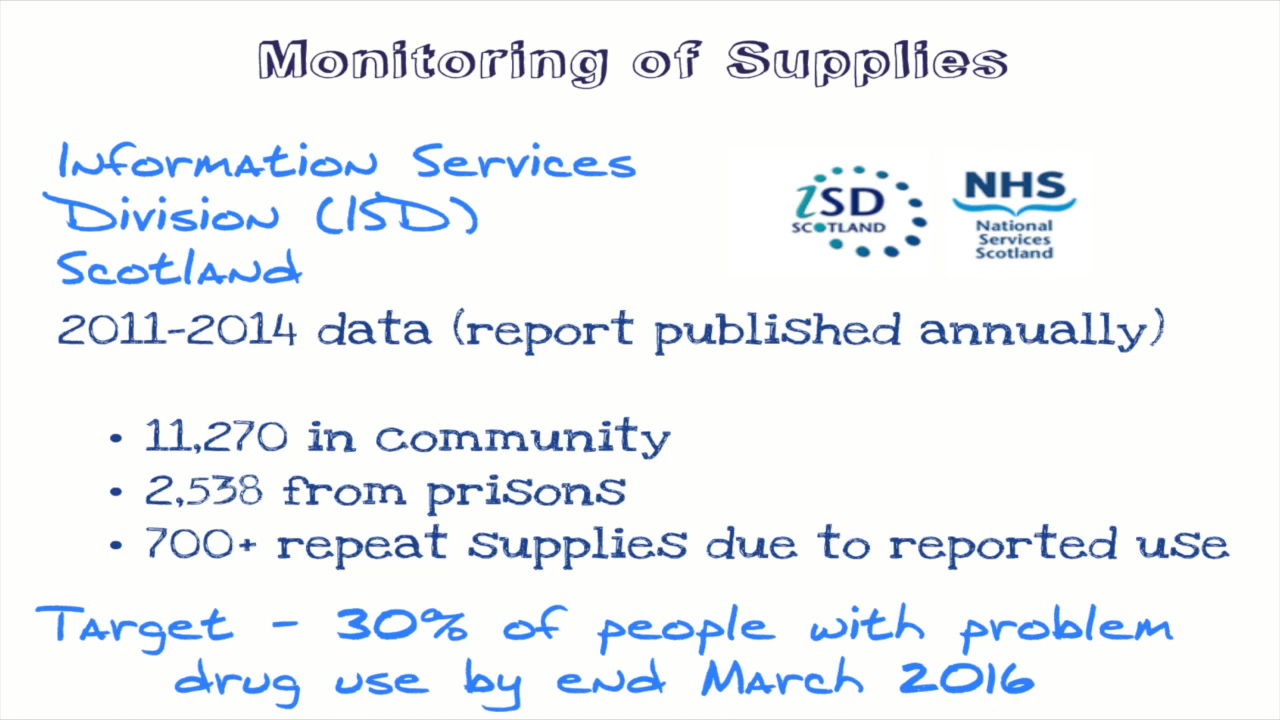 Monitoring of Supplies
Information Services
Division (ISD)
Scotland
iSD
SCOTLAND
NHS
National
Services
Scotland
2011-2014 data (report published annually)
• 11,270 in community
• 2,538 from prisons
• 700+ repeat supplies due to reported use
Target - 30% of people with problem
drug use by end March 2016